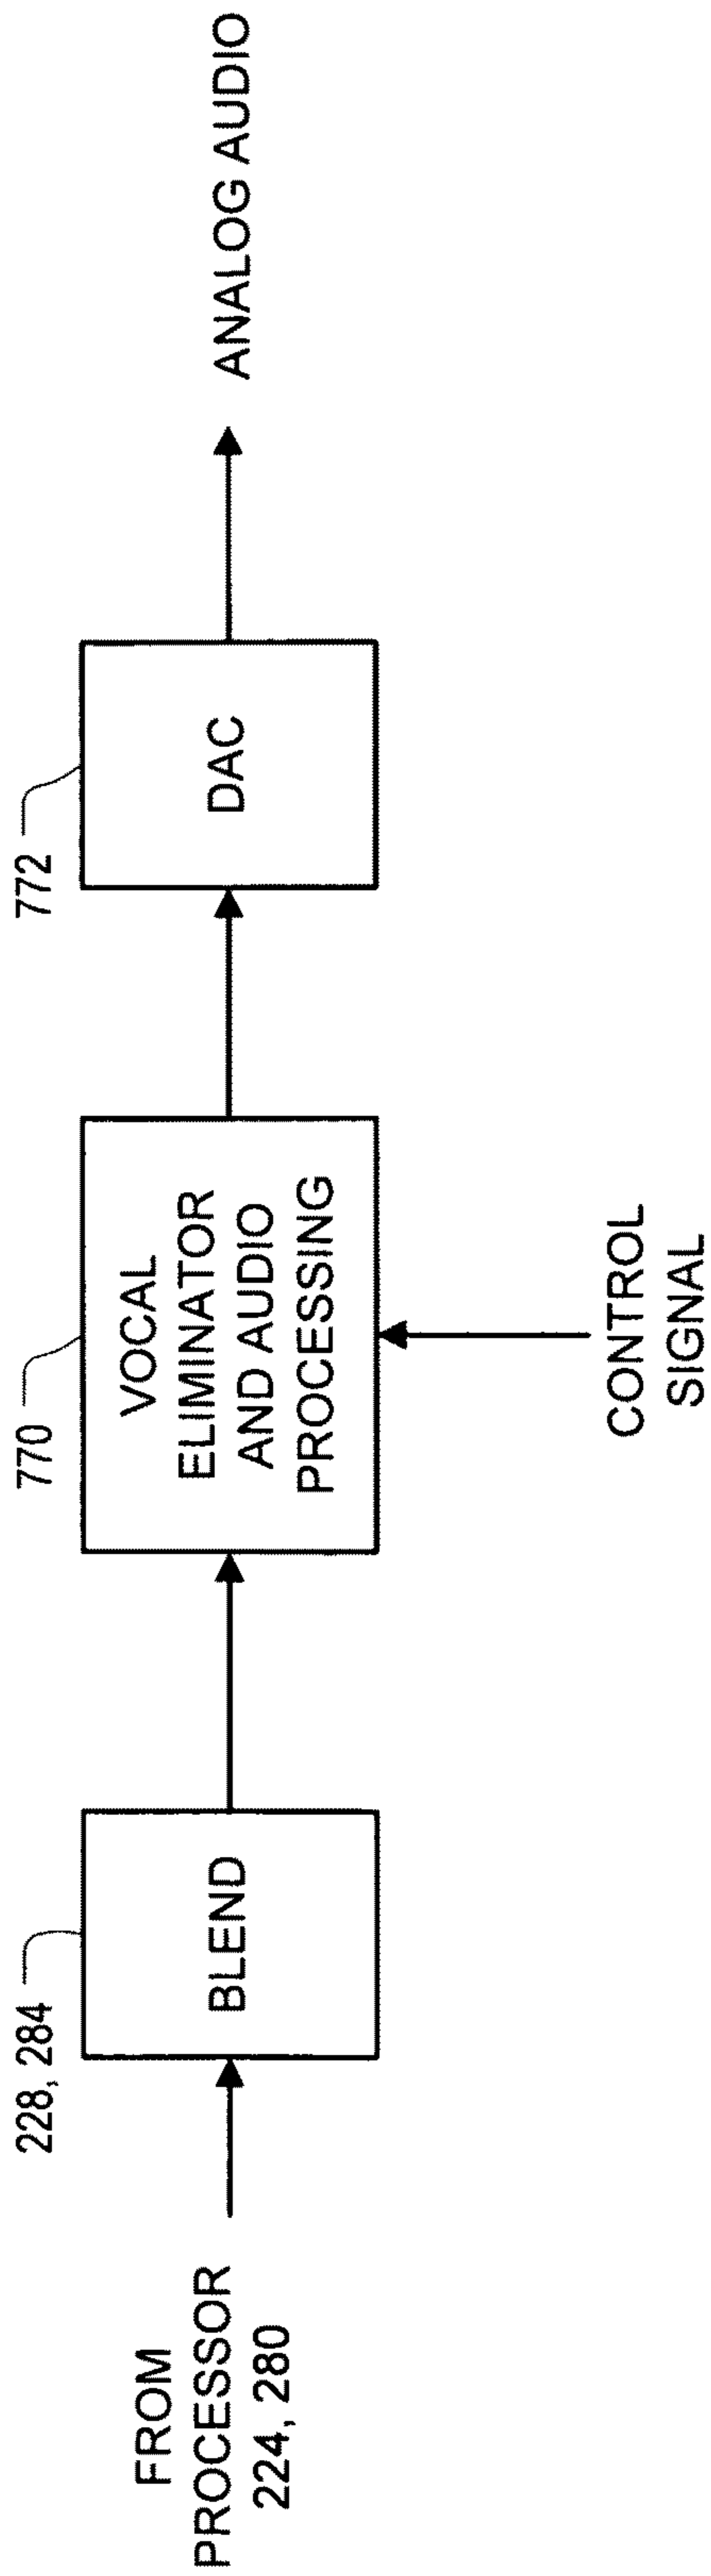 FROM
PROCESSOR
224, 280
228, 284
BLEND
770
VOCAL
ELIMINATOR
AND AUDIO
PROCESSING
CONTROL
SIGNAL
772
DAC
ANALOG AUDIO